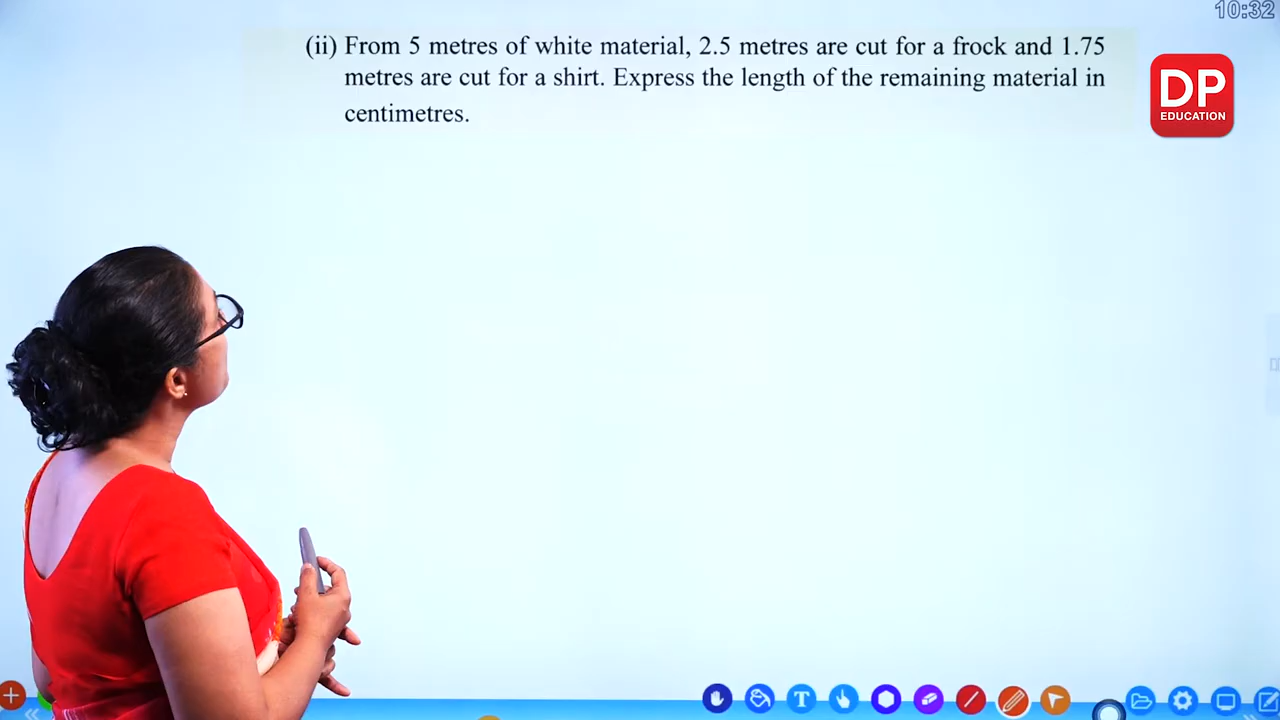 10:32
(ii) From 5 metres of white material, 2.5 metres are cut for a frock and 1.75
metres are cut for a shirt. Express the length of the remaining material in
centimetres.
DP
EDUCATION